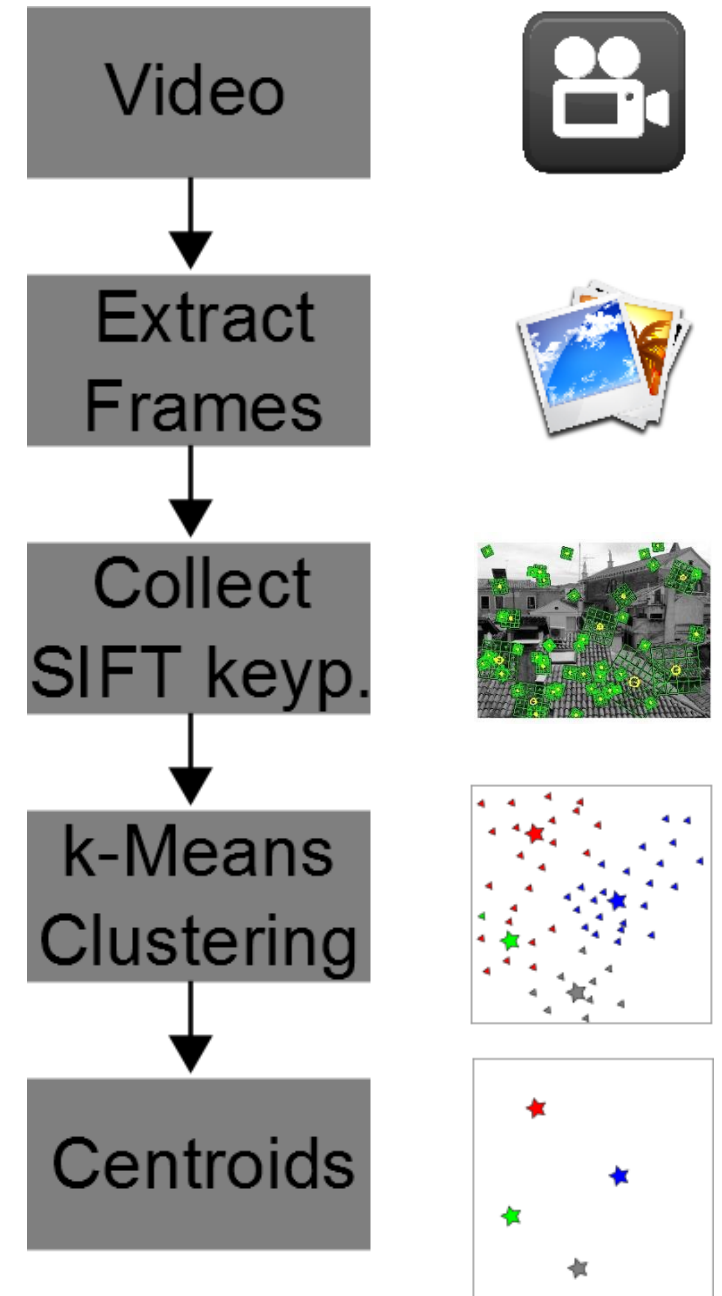 Video
Extract
Frames
Collect
SIFT keyp.
k-Means
Clustering
Centroids